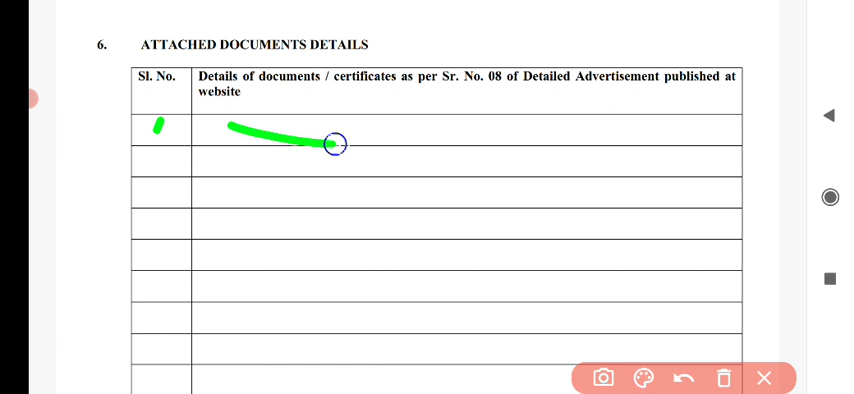 6. ATTACHED DOCUMENTS DETAILS
Sl. No. Details of documents / certificates as per Sr. No. 08 of Detailed Advertisement published at
website